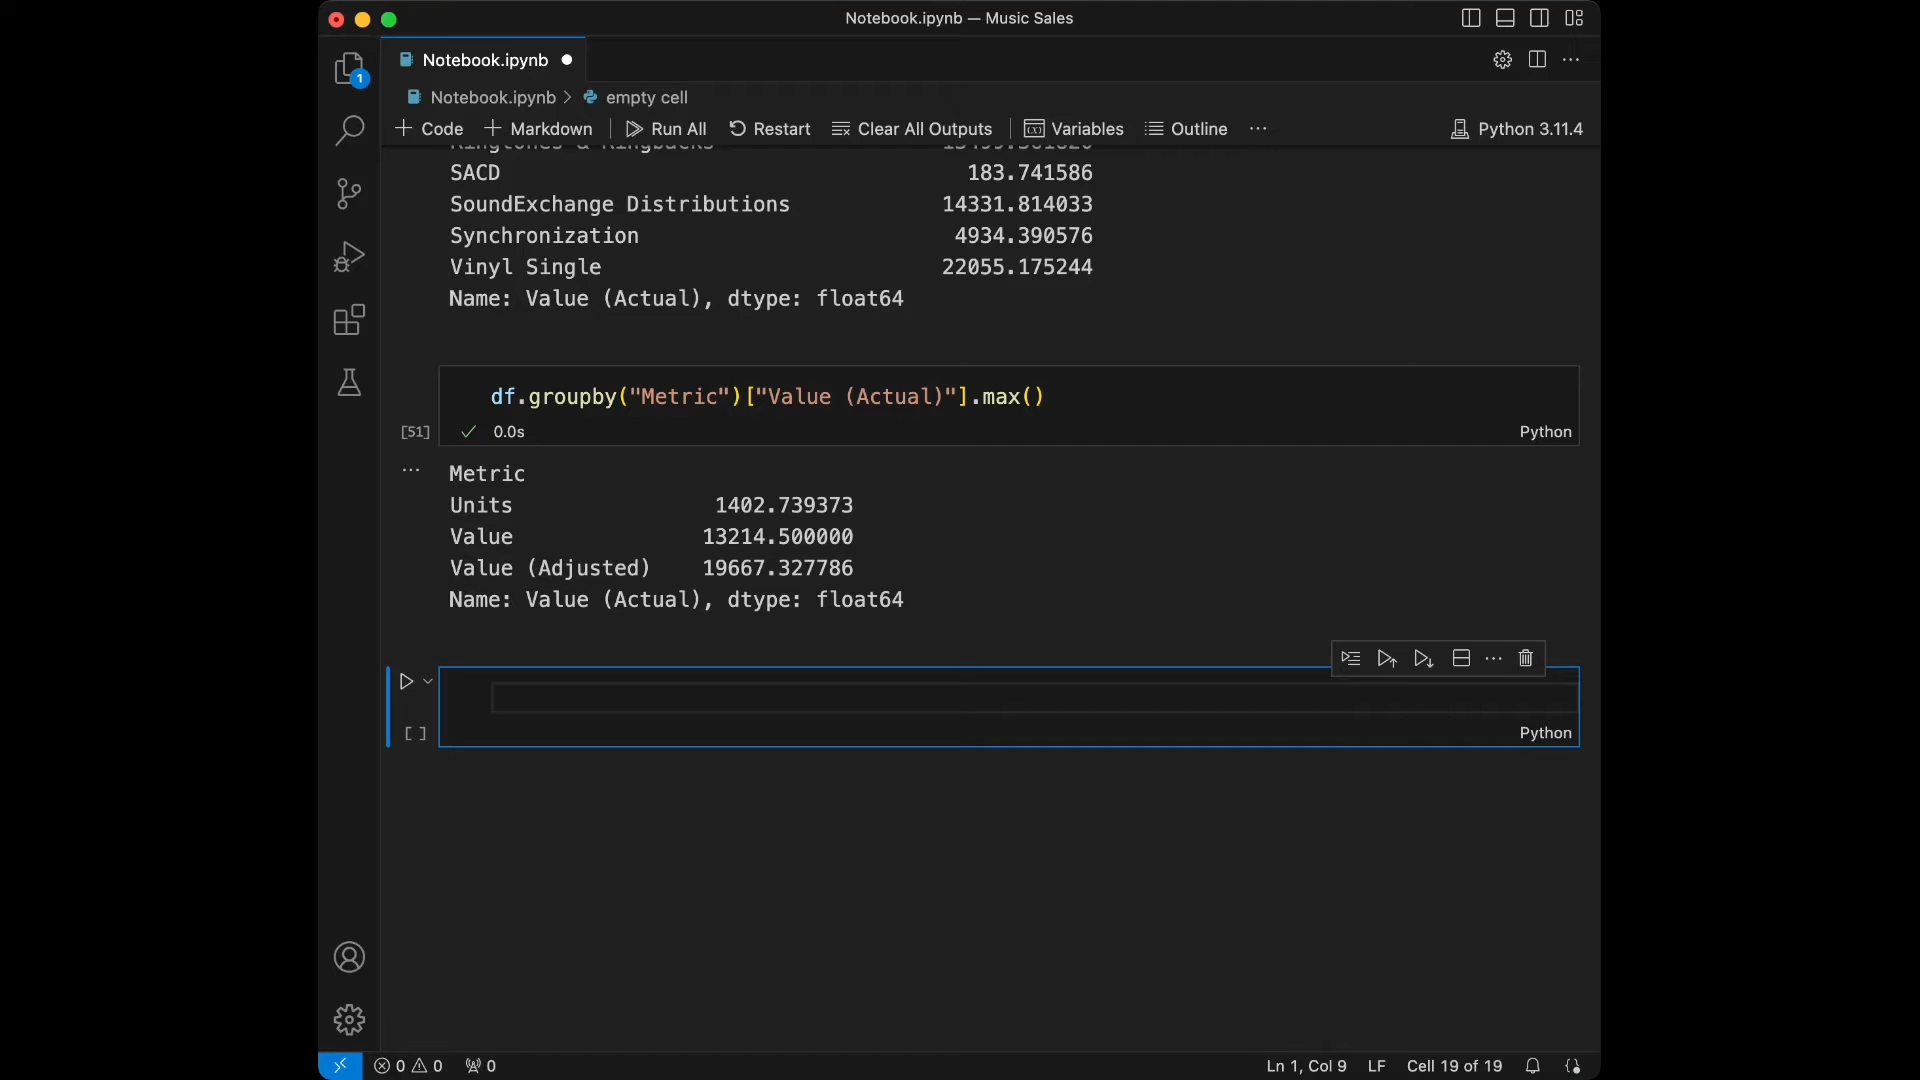 Notebook.ipynb — Music Sales
1
Notebook.ipynb
Notebook.ipynb > empty cell
Code Markdown Run All Restart Clear All Outputs Variables Outline ··· Python 3.11.4
Ringtones & Ringbacks
SACD 183.741586
SoundExchange Distributions 14331.814033
Synchronization 4934.390576
Vinyl Single 22055.175244
Name: Value (Actual), dtype: float64
df.groupby("Metric")["Value (Actual)"].max()
[51] ✓ 0.0s Python
Metric
Units 1402.739373
Value 13214.500000
Value (Adjusted) 19667.327786
Name: Value (Actual), dtype: float64
[ ] Python
0 0 0 Ln 1, Col 9 LF Cell 19 of 19